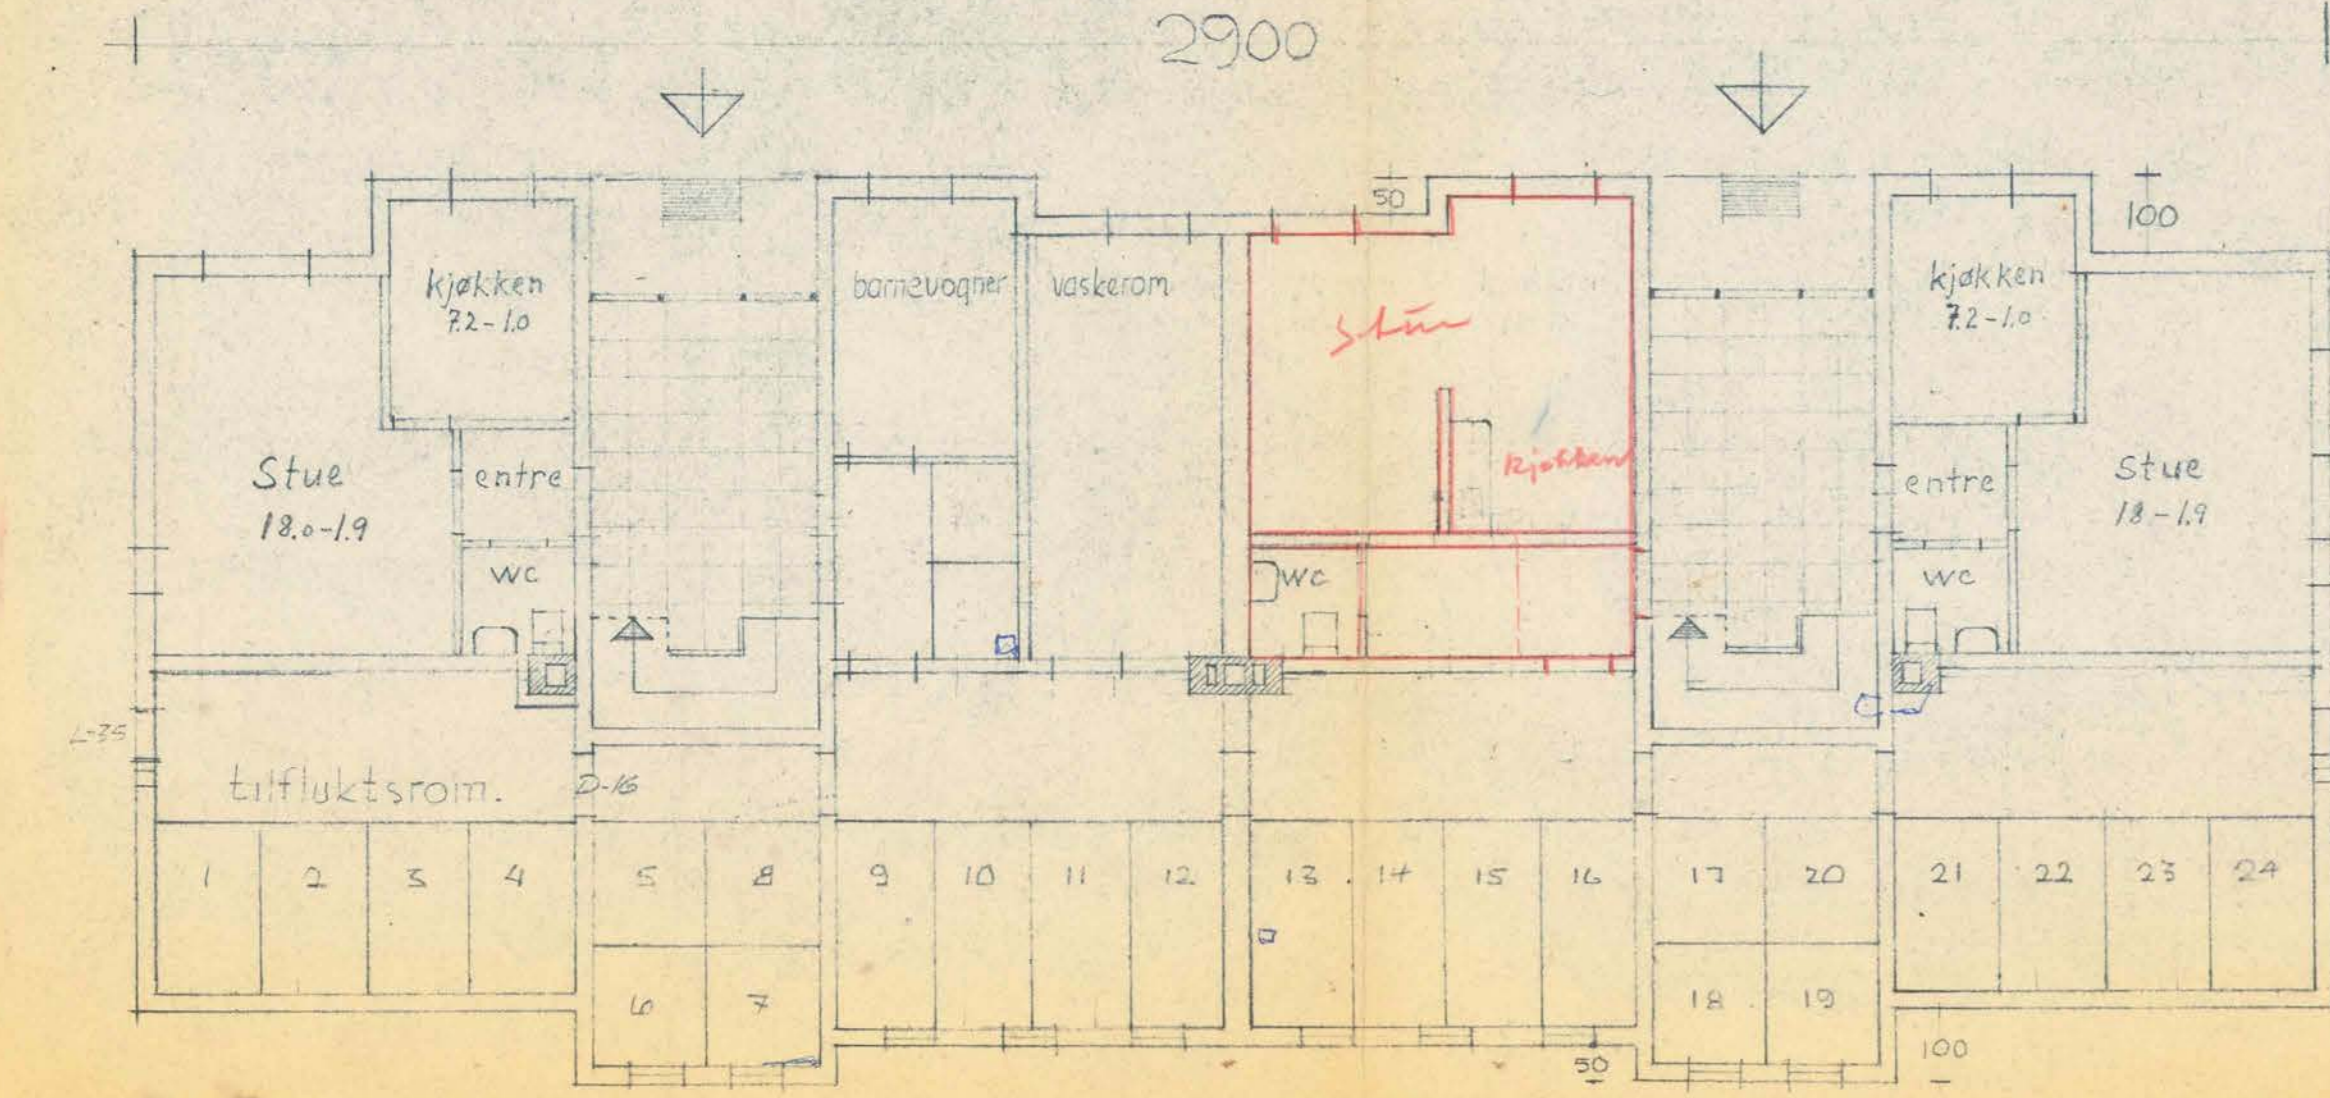 2900
50
100
kjøkken
7.2-1.0
barnevogner
vaskerom
stue
kjøkken
7.2-1.0
Stue
18.0-1.9
entre
kjøkken
entre
Stue
18-1.9
wc
wc
wc
L-35
tilfluktsrom.
D-16
1
2
3
4
5
8
9
10
11
12
13
14
15
16
17
20
21
22
23
24
6
7
18
19
50
100